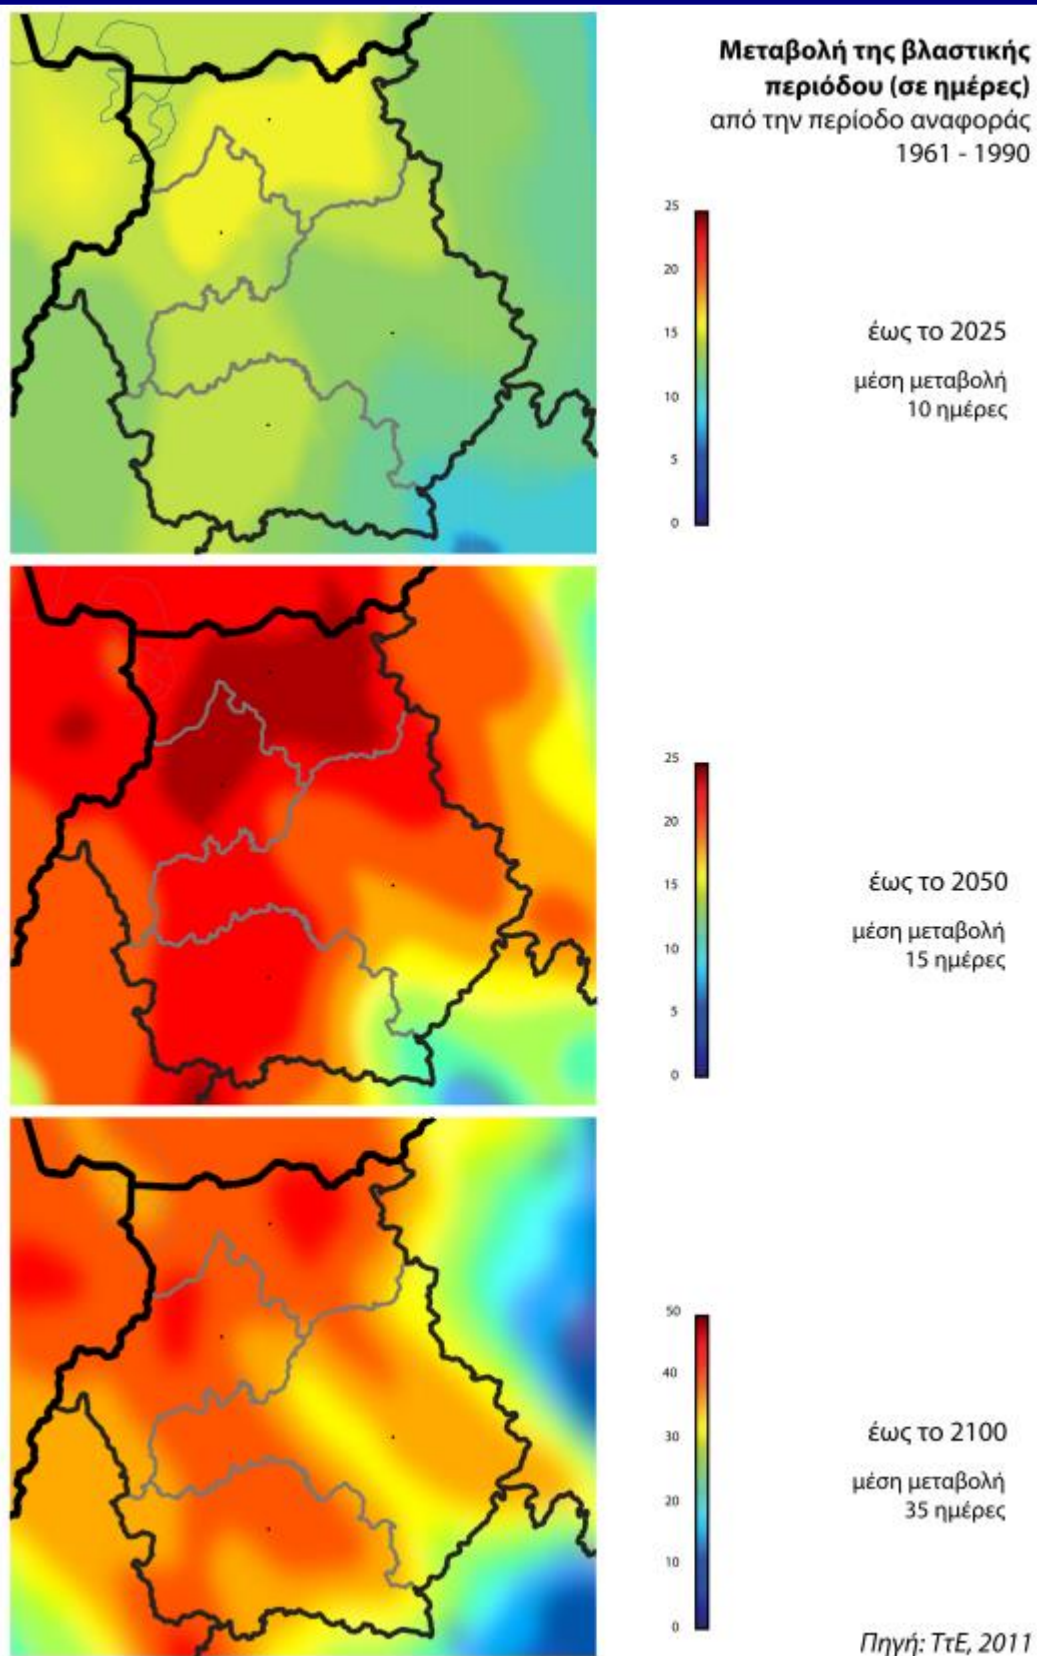 Μεταβολή της βλαστικής
περιόδου (σε ημέρες)
από την περίοδο αναφοράς
1961 - 1990
25
20
15
10
5
0
έως το 2025
μέση μεταβολή
10 ημέρες
25
20
15
10
5
0
έως το 2050
μέση μεταβολή
15 ημέρες
50
40
30
20
10
0
έως το 2100
μέση μεταβολή
35 ημέρες
Πηγή: ΤτΕ, 2011